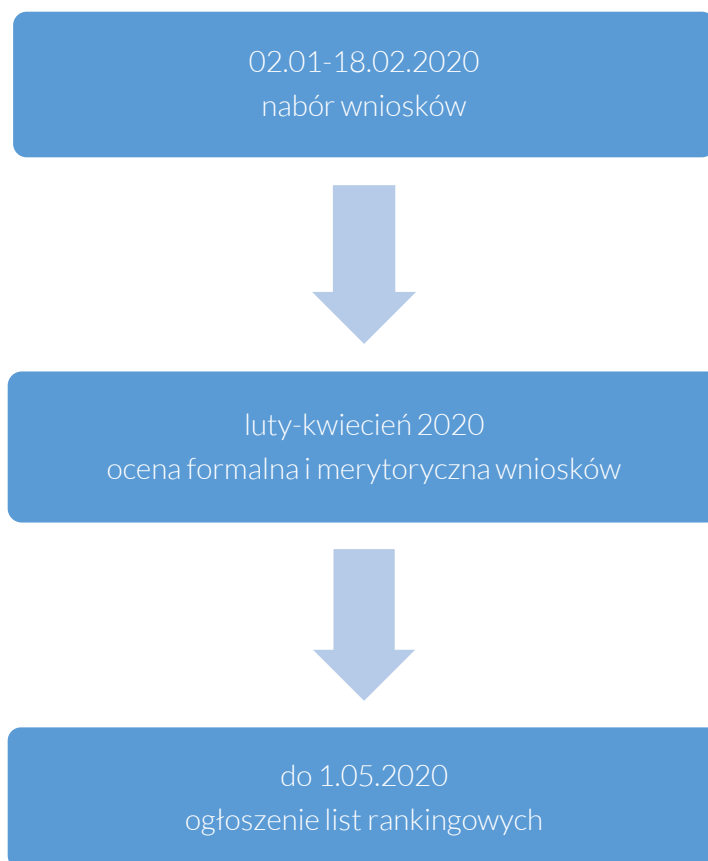 02.01-18.02.2020
nabór wniosków
luty-kwiecień 2020
ocena formalna i merytoryczna wniosków
do 1.05.2020
ogłoszenie list rankingowych